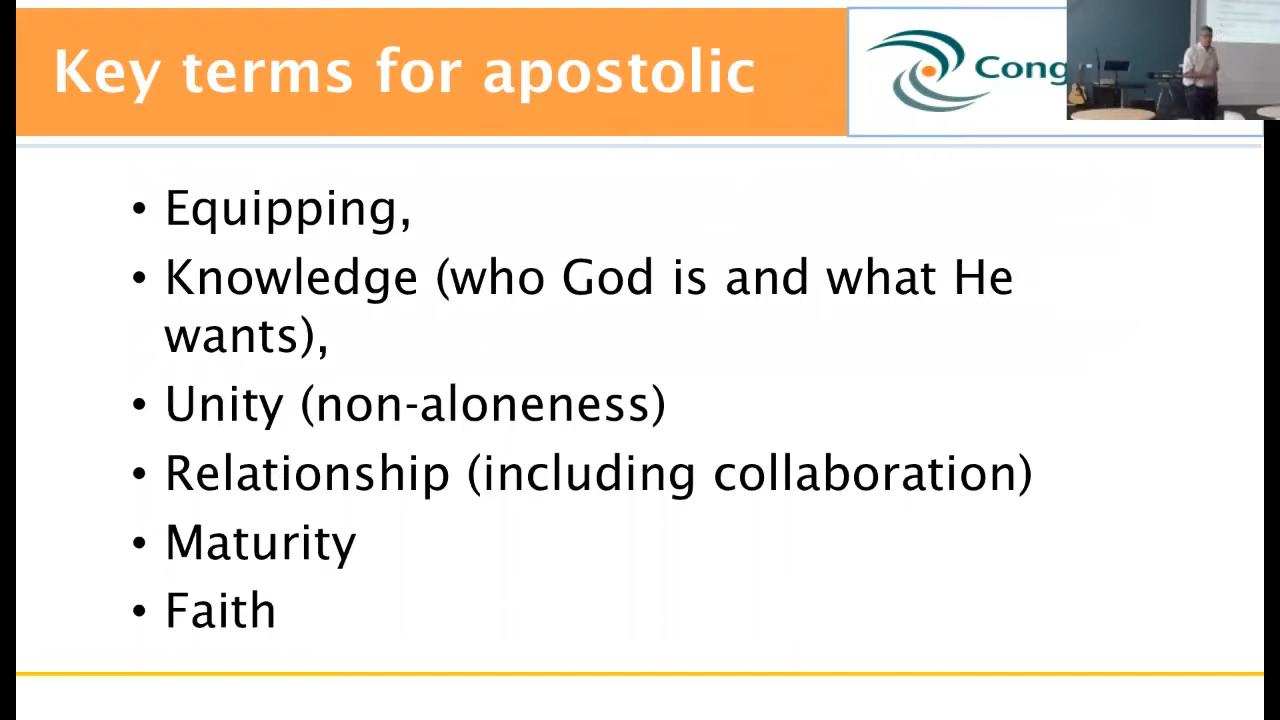 Key terms for apostolic
Cong
• Equipping,
• Knowledge (who God is and what He
wants),
• Unity (non-aloneness)
• Relationship (including collaboration)
• Maturity
• Faith